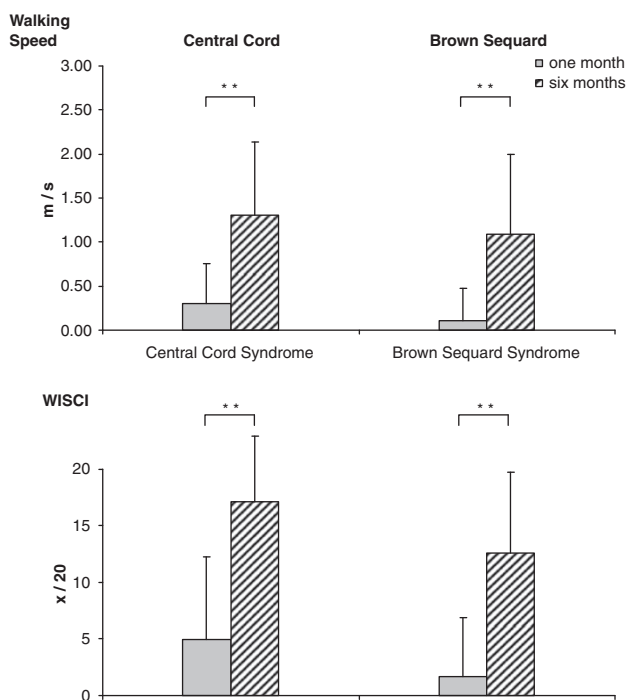 Walking
Speed
Central Cord
Brown Sequard
one month
six months
3.00
2.50
2.00
1.50
1.00
0.50
0.00
m / s
* *
* *
Central Cord Syndrome
Brown Sequard Syndrome
WISCI
* *
* *
20
15
10
5
0
x / 20